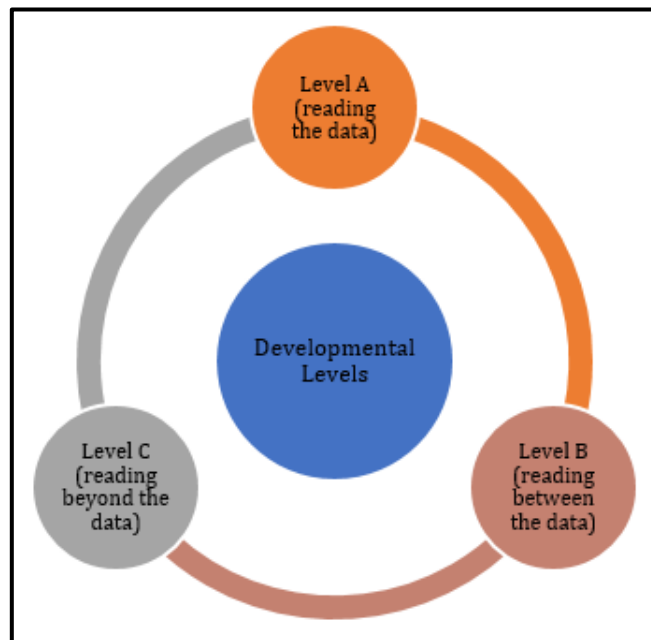 Level A
(reading
the data)
Developmental
Levels
Level C
(reading
beyond the
data)
Level B
(reading
between
the data)